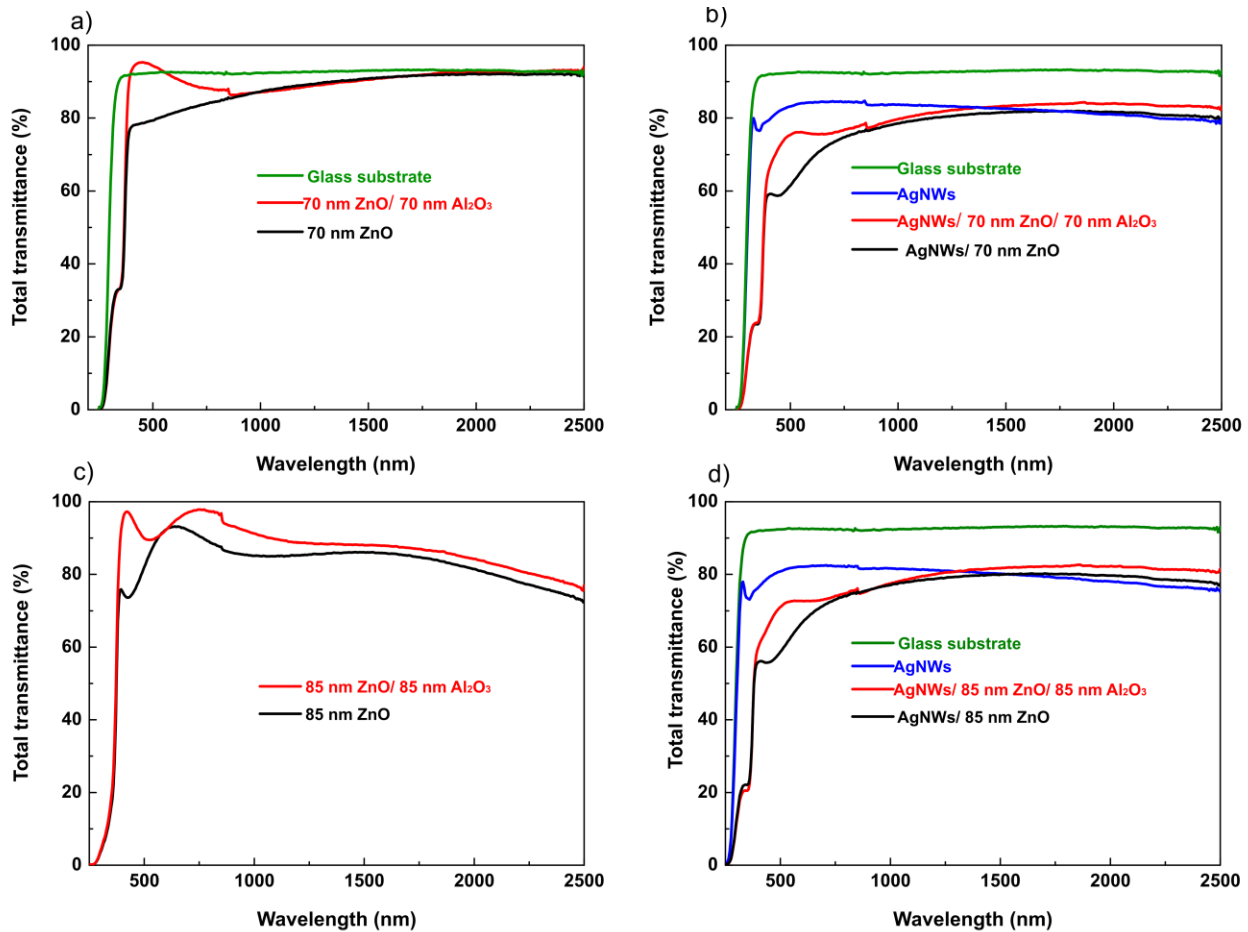 a)
100
80
60
40
20
0
Total transmittance (%)
Glass substrate
70 nm ZnO/ 70 nm Al₂O₃
70 nm ZnO
500
1000
1500
2000
2500
Wavelength (nm)
b)
100
80
60
40
20
0
Total transmittance (%)
Glass substrate
AgNWs
AgNWs/ 70 nm ZnO/ 70 nm Al₂O₃
AgNWs/ 70 nm ZnO
500
1000
1500
2000
2500
Wavelength (nm)
c)
100
80
60
40
20
0
Total transmittance (%)
85 nm ZnO/ 85 nm Al₂O₃
85 nm ZnO
500
1000
1500
2000
2500
Wavelength (nm)
d)
100
80
60
40
20
0
Total transmittance (%)
Glass substrate
AgNWs
AgNWs/ 85 nm ZnO/ 85 nm Al₂O₃
AgNWs/ 85 nm ZnO
500
1000
1500
2000
2500
Wavelength (nm)